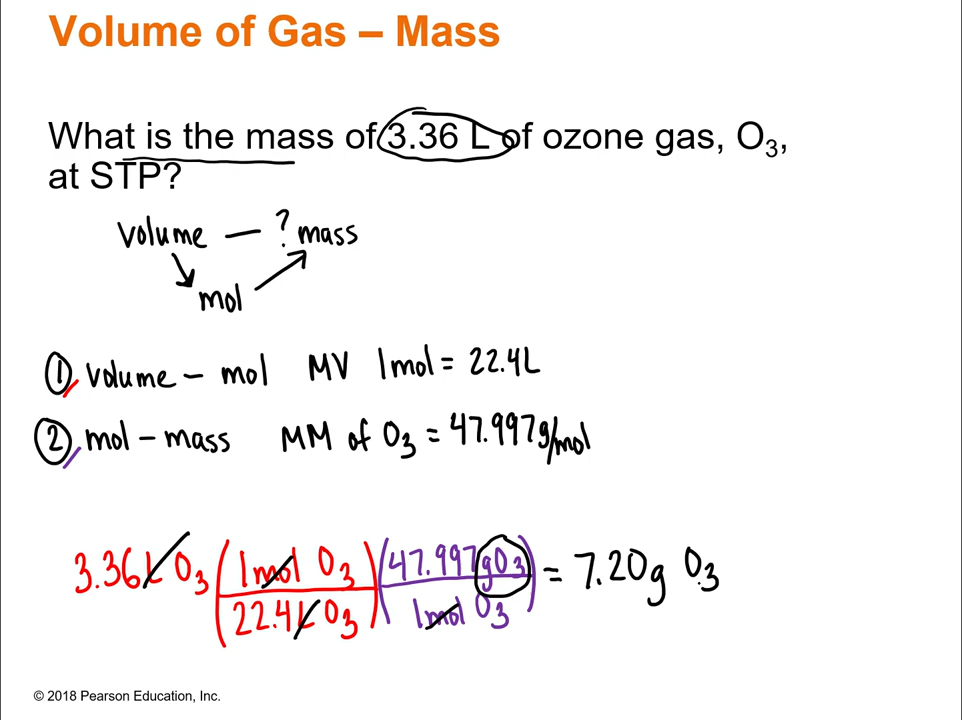 Volume of Gas – Mass
What is the mass of 3.36 L of ozone gas, O₃,
at STP?
volume — ? mass
mol
① volume – mol MV 1mol = 22.4L
② mol – mass MM of O₃ = 47.997g/mol
3.36L O₃ (1mol O₃ / 22.4L O₃) (47.997gO₃ / 1mol O₃) = 7.20g O₃
© 2018 Pearson Education, Inc.